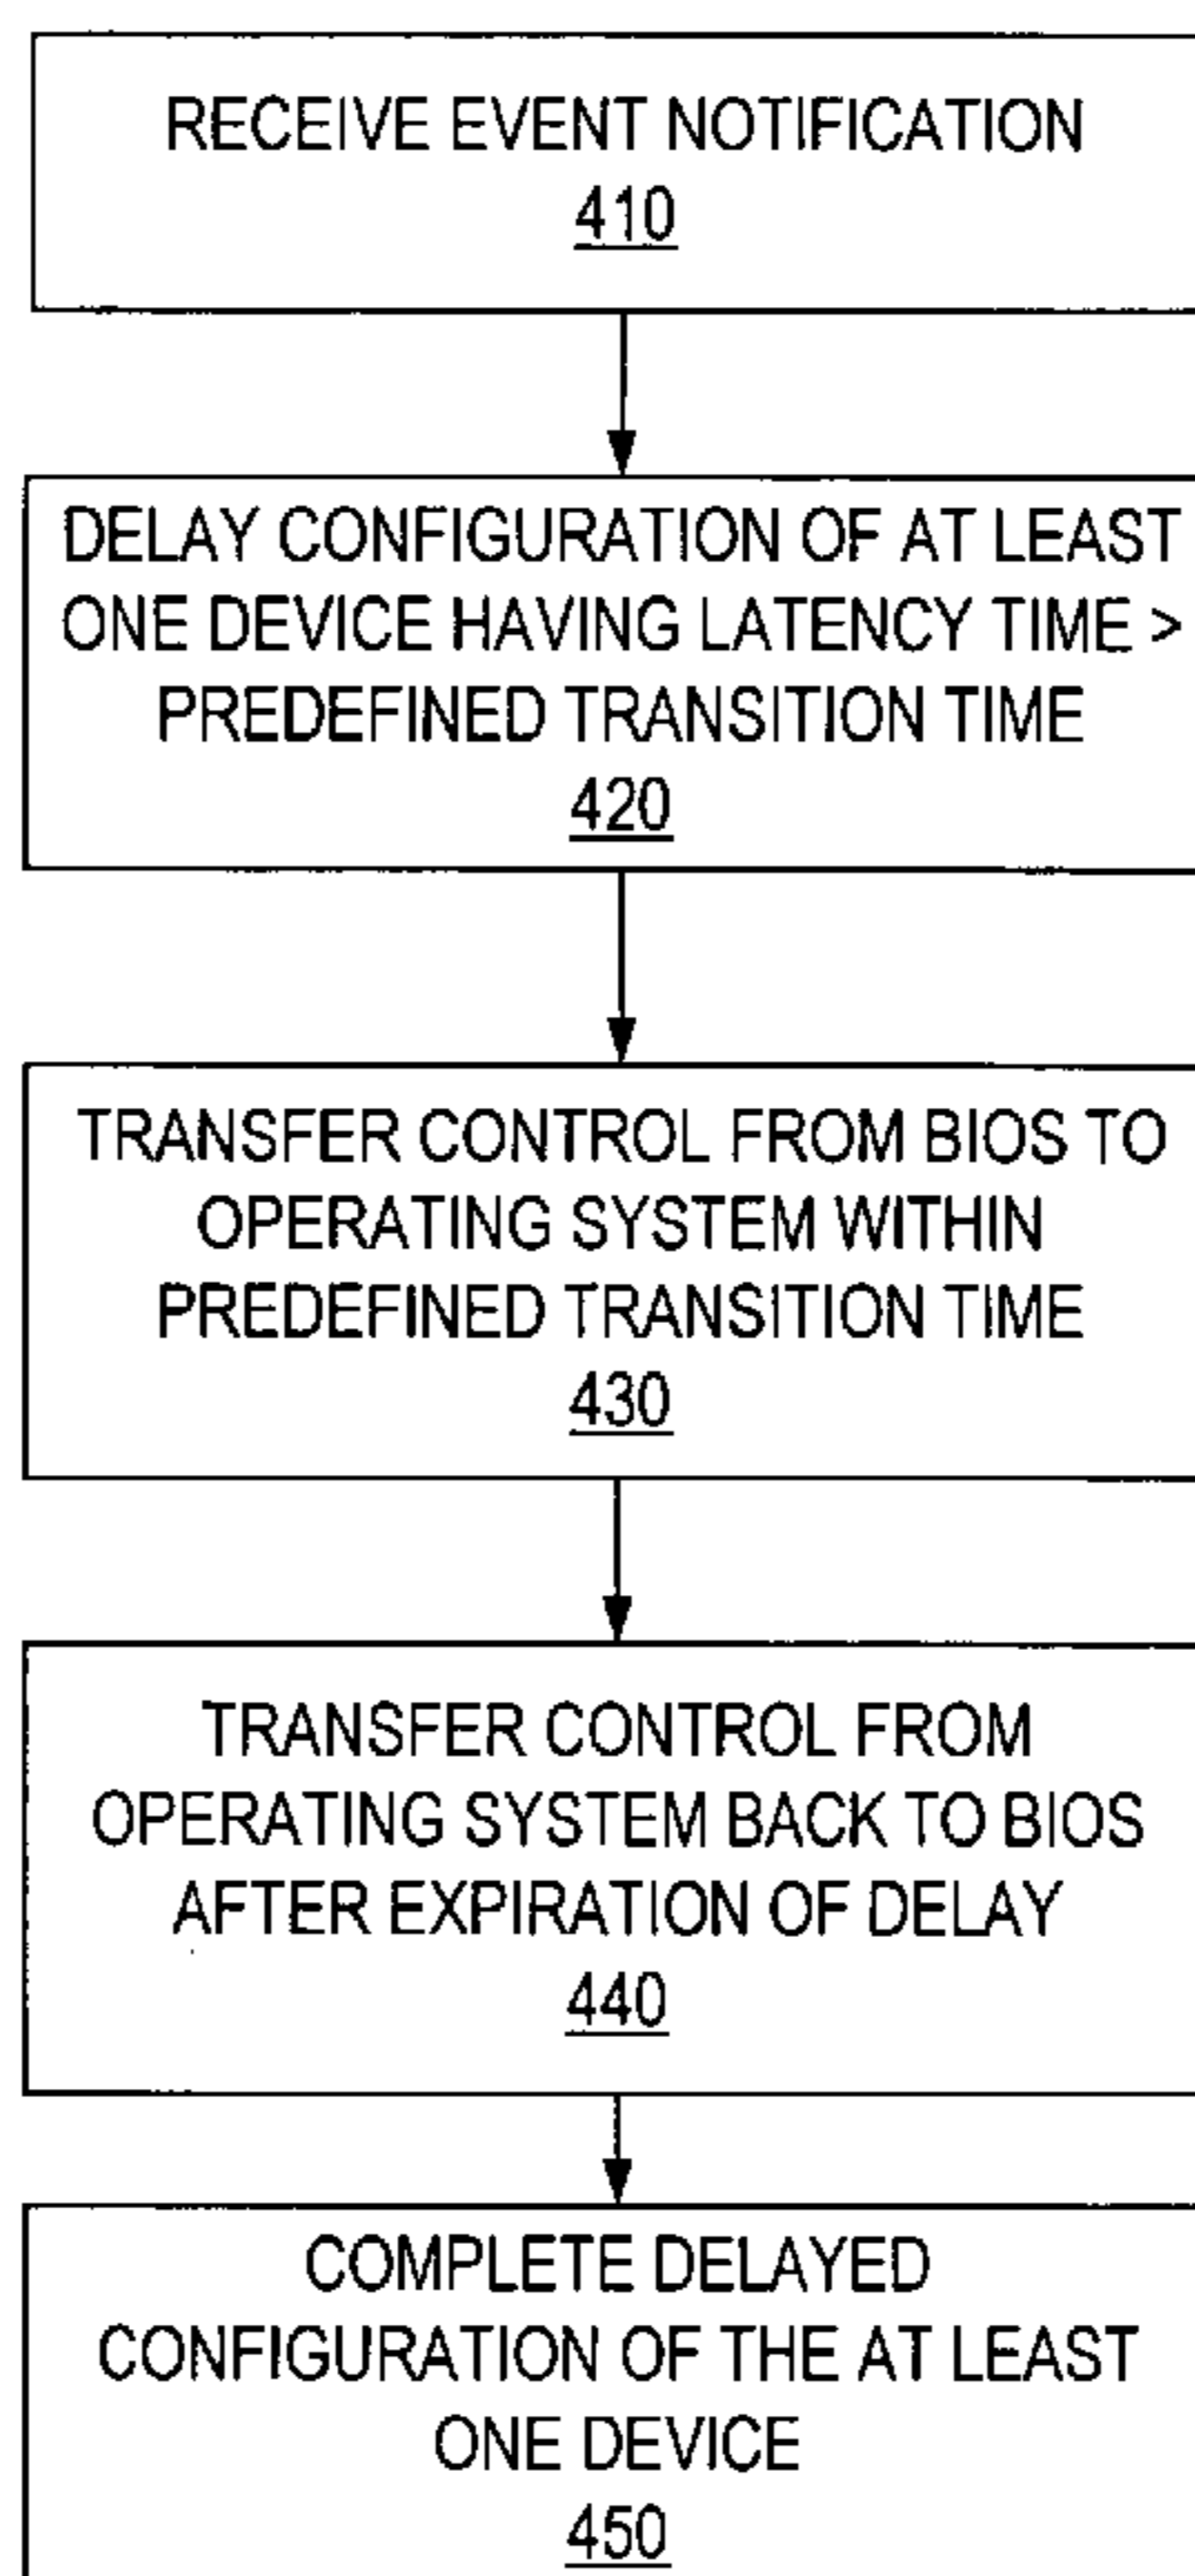 RECEIVE EVENT NOTIFICATION
410
DELAY CONFIGURATION OF AT LEAST
ONE DEVICE HAVING LATENCY TIME >
PREDEFINED TRANSITION TIME
420
TRANSFER CONTROL FROM BIOS TO
OPERATING SYSTEM WITHIN
PREDEFINED TRANSITION TIME
430
TRANSFER CONTROL FROM
OPERATING SYSTEM BACK TO BIOS
AFTER EXPIRATION OF DELAY
440
COMPLETE DELAYED
CONFIGURATION OF THE AT LEAST
ONE DEVICE
450